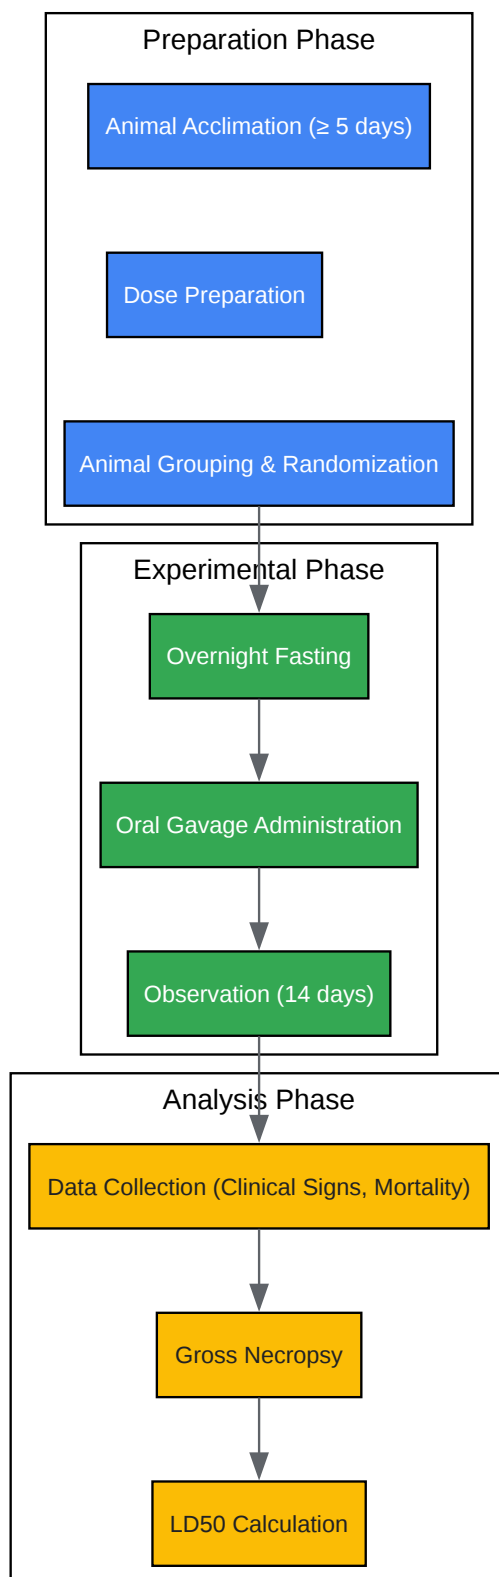 Preparation Phase
Animal Acclimation (≥ 5 days)
Dose Preparation
Animal Grouping & Randomization
Experimental Phase
Overnight Fasting
Oral Gavage Administration
Observation (14 days)
Analysis Phase
Data Collection (Clinical Signs, Mortality)
Gross Necropsy
LD50 Calculation